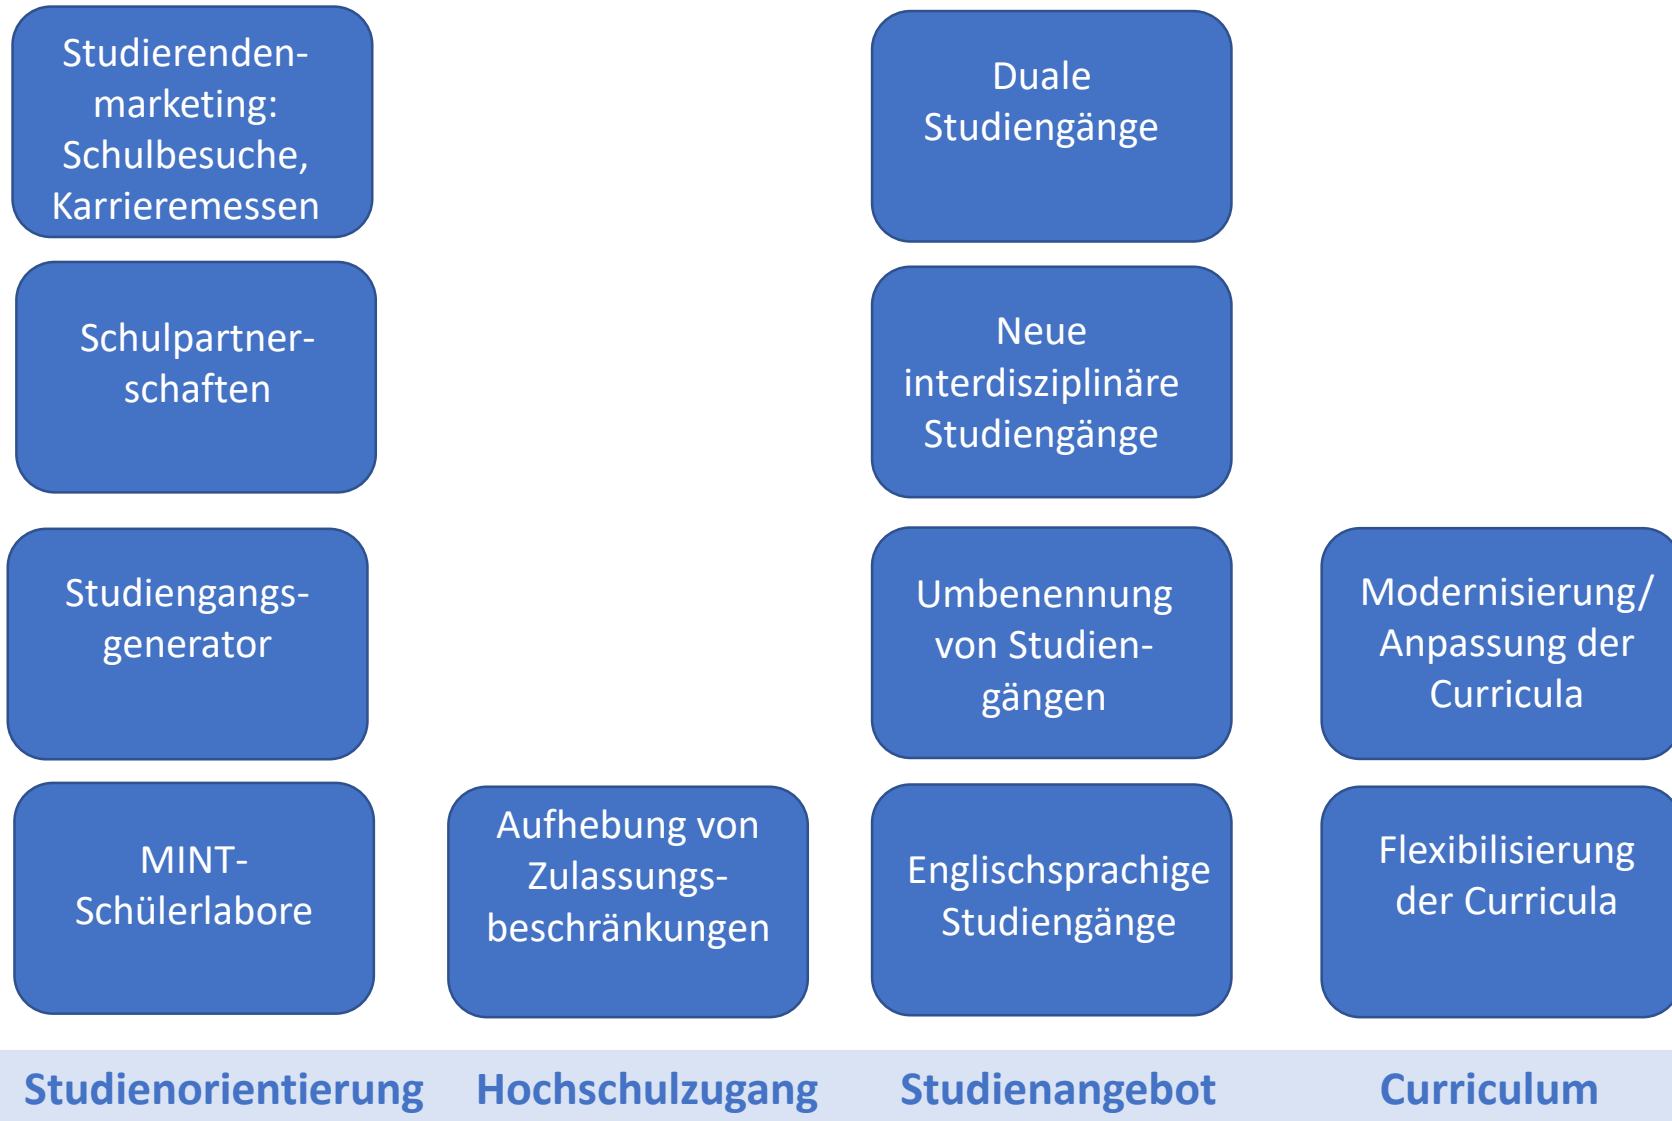 Studierenden-
marketing:
Schulbesuche,
Karrieremessen
Schulpartner-
schaften
Studiengangs-
generator
MINT-
Schülerlabore
Studienorientierung
Aufhebung von
Zulassungs-
beschränkungen
Hochschulzugang
Duale
Studiengänge
Neue
interdisziplinäre
Studiengänge
Umbenennung
von Studien-
gängen
Englischsprachige
Studiengänge
Studienangebot
Modernisierung/
Anpassung der
Curricula
Flexibilisierung
der Curricula
Curriculum